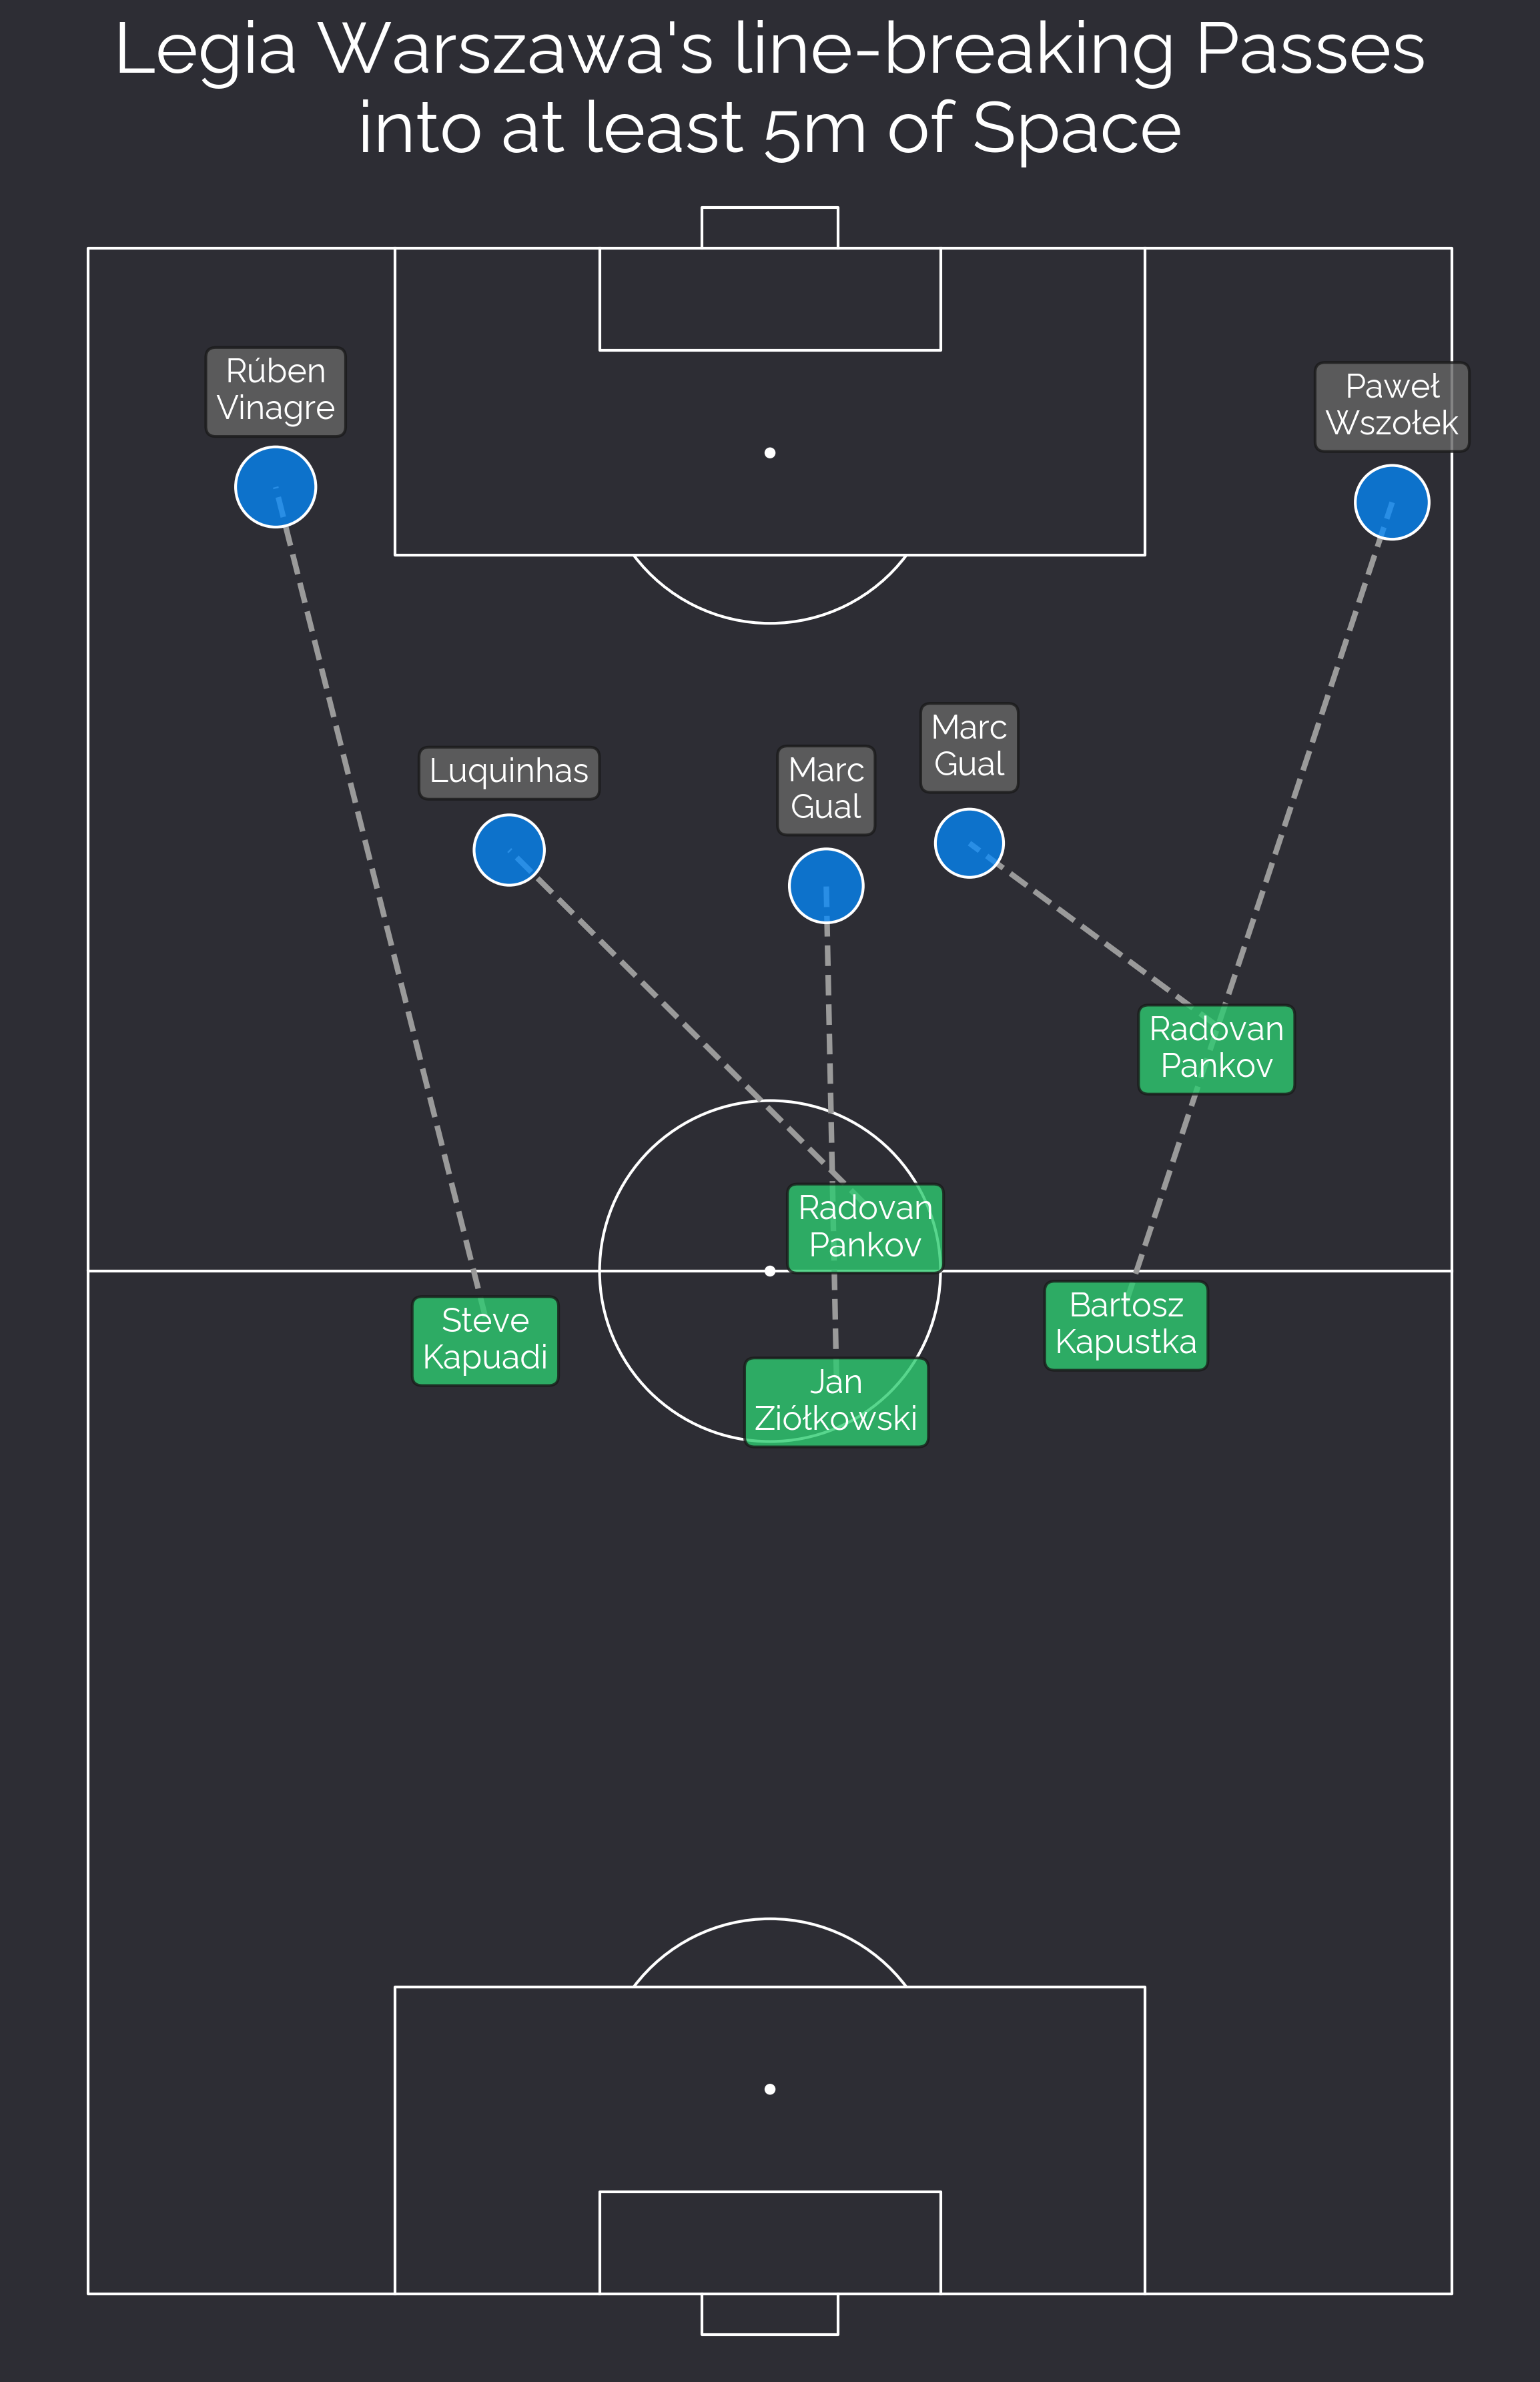 Legia Warszawa's line-breaking Passes
into at least 5m of Space
Rúben
Vinagre
Paweł
Wszołek
Marc
Gual
Luquinhas
Marc
Gual
Radovan
Pankov
Radovan
Pankov
Steve
Kapuadi
Bartosz
Kapustka
Jan
Ziółkowski